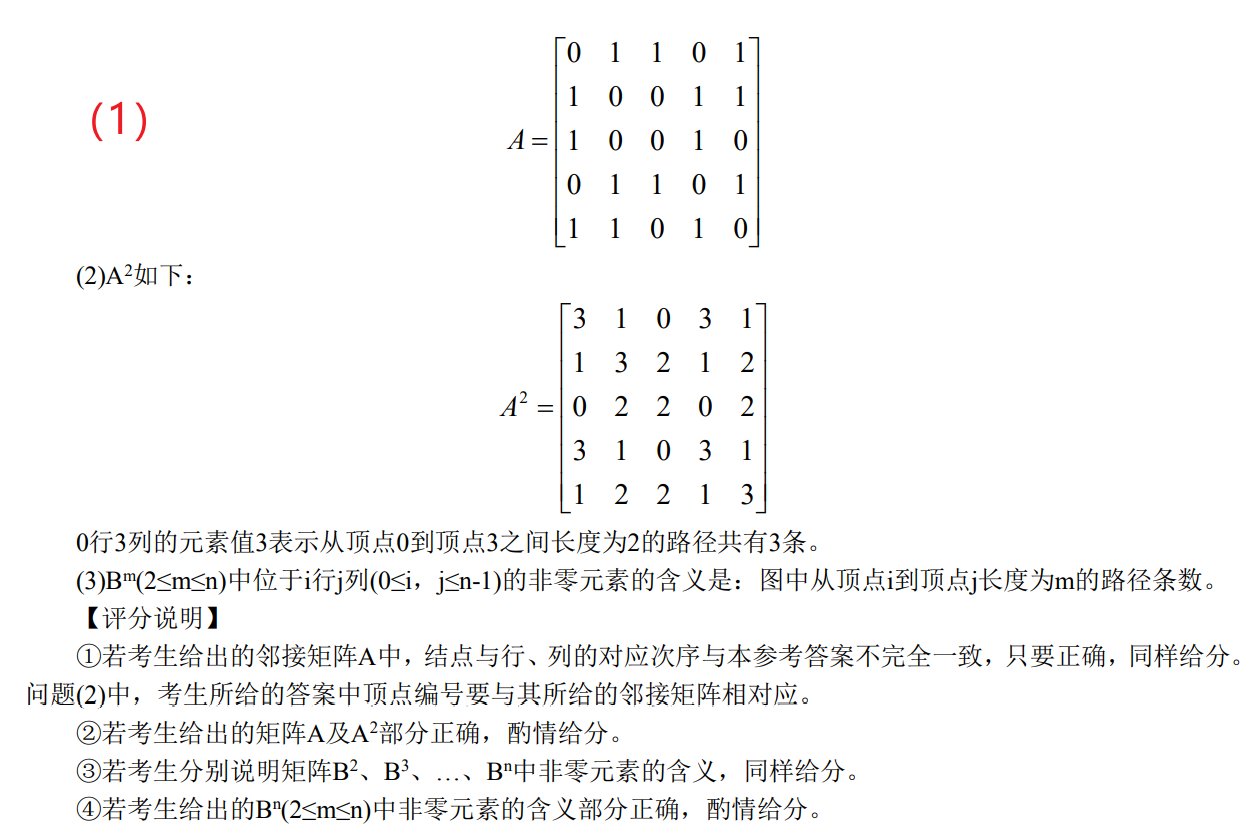 (1)
A =
0 1 1 0 1
1 0 0 1 1
1 0 0 1 0
0 1 1 0 1
1 1 0 1 0
(2)A²如下：
A² =
3 1 0 3 1
1 3 2 1 2
0 2 2 0 2
3 1 0 3 1
1 2 2 1 3
0行3列的元素值3表示从顶点0到顶点3之间长度为2的路径共有3条。
(3)Bᵐ(2≤m≤n)中位于i行j列(0≤i，j≤n-1)的非零元素的含义是：图中从顶点i到顶点j长度为m的路径条数。
【评分说明】
①若考生给出的邻接矩阵A中，结点与行、列的对应次序与本参考答案不完全一致，只要正确，同样给分。
问题(2)中，考生所给的答案中顶点编号要与其所给的邻接矩阵相对应。
②若考生给出的矩阵A及A²部分正确，酌情给分。
③若考生分别说明矩阵B²、B³、…、Bⁿ中非零元素的含义，同样给分。
④若考生给出的Bⁿ(2≤m≤n)中非零元素的含义部分正确，酌情给分。